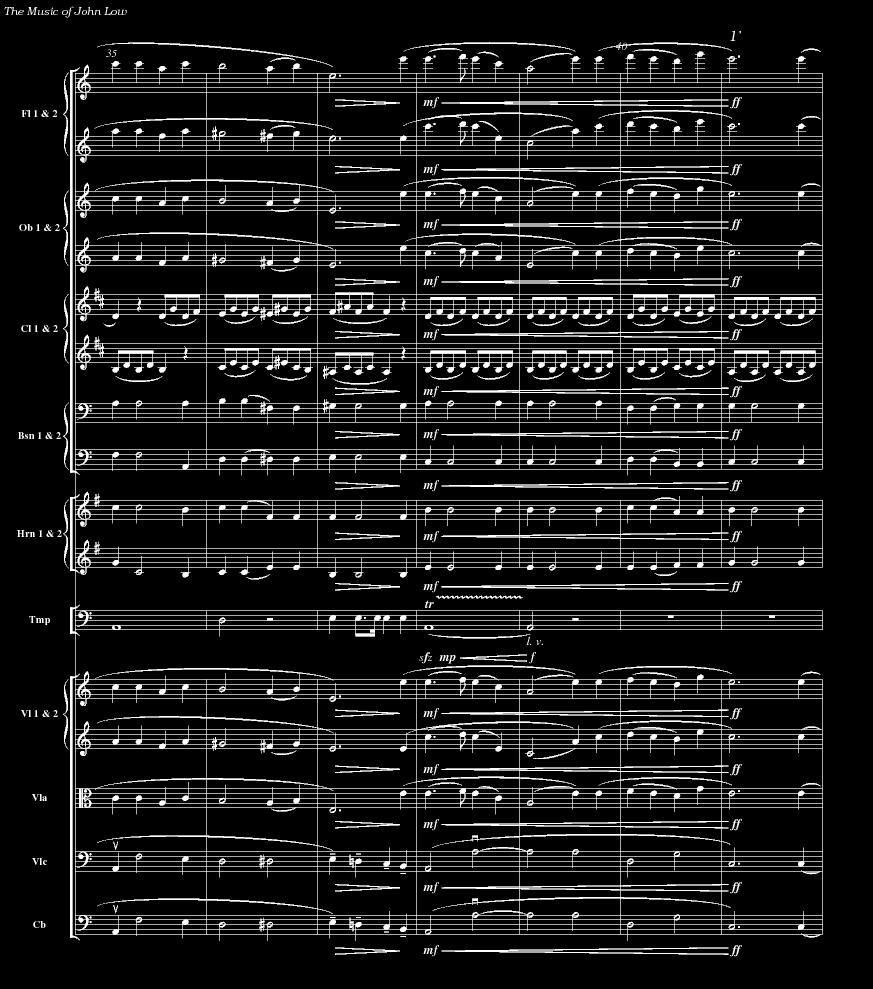 The Music of John Low
1'
35
40
Fl 1 & 2
mf ff
mf ff
Ob 1 & 2
mf ff
mf ff
Cl 1 & 2
mf ff
mf ff
Bsn 1 & 2
mf ff
mf ff
Hrn 1 & 2
mf ff
mf ff
Tmp
tr
l. v.
sfz mp f
Vl 1 & 2
mf ff
mf ff
Vla
mf ff
Vlc
mf ff
Cb
mf ff